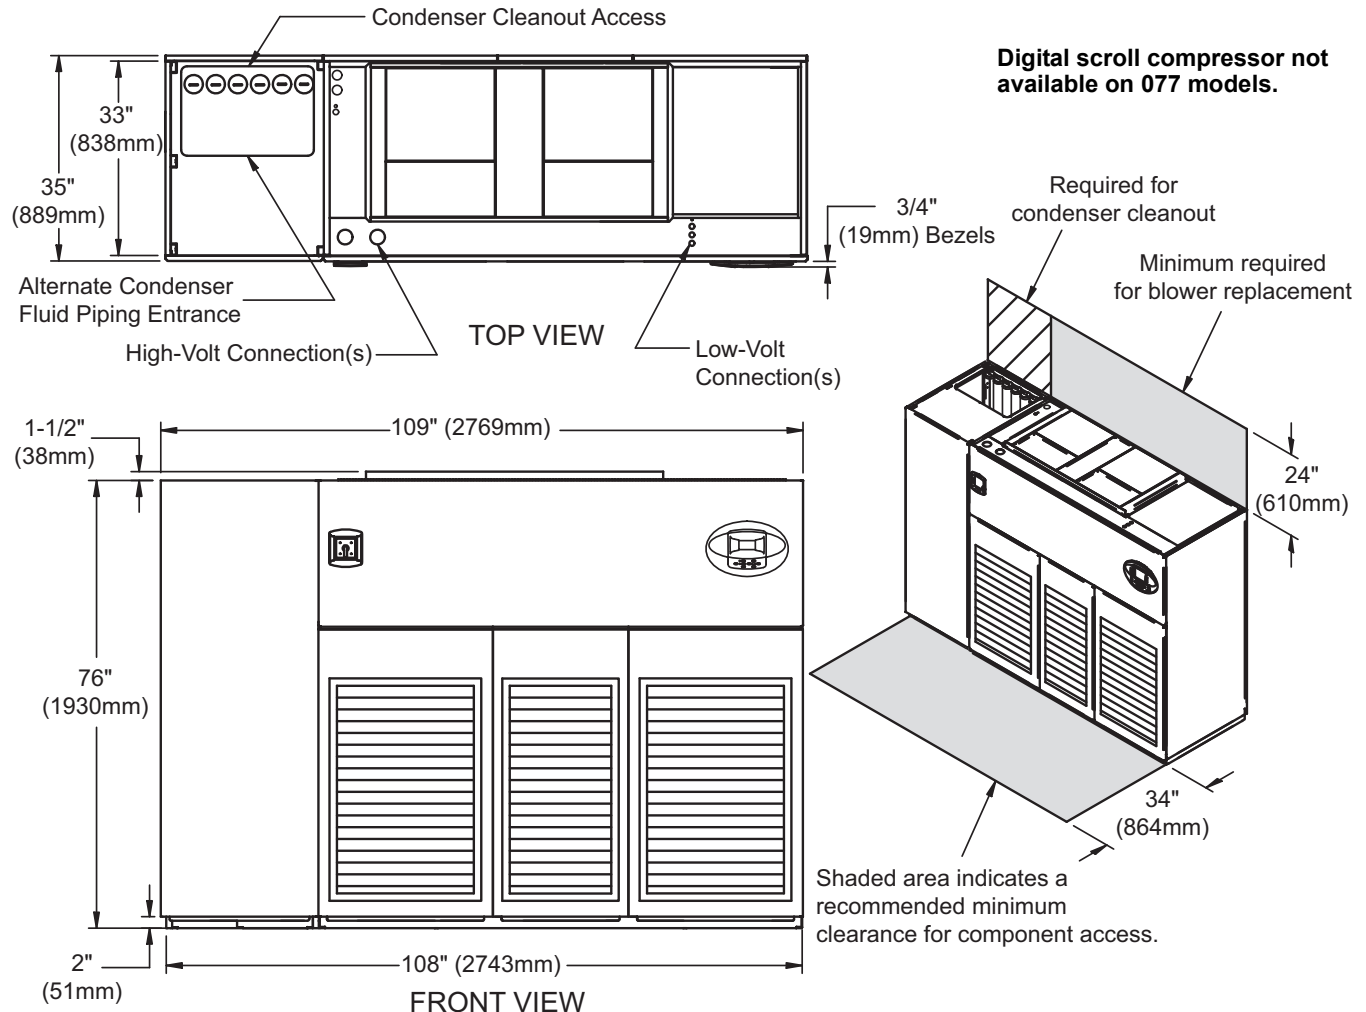 Condenser Cleanout Access
Digital scroll compressor not
available on 077 models.
33"
(838mm)
35"
(889mm)
3/4"
(19mm) Bezels
Required for
condenser cleanout
Minimum required
for blower replacement
Alternate Condenser
Fluid Piping Entrance
TOP VIEW
High-Volt Connection(s)
Low-Volt
Connection(s)
1-1/2"
(38mm)
109" (2769mm)
24"
(610mm)
76"
(1930mm)
34"
(864mm)
Shaded area indicates a
recommended minimum
clearance for component access.
2"
(51mm)
108" (2743mm)
FRONT VIEW